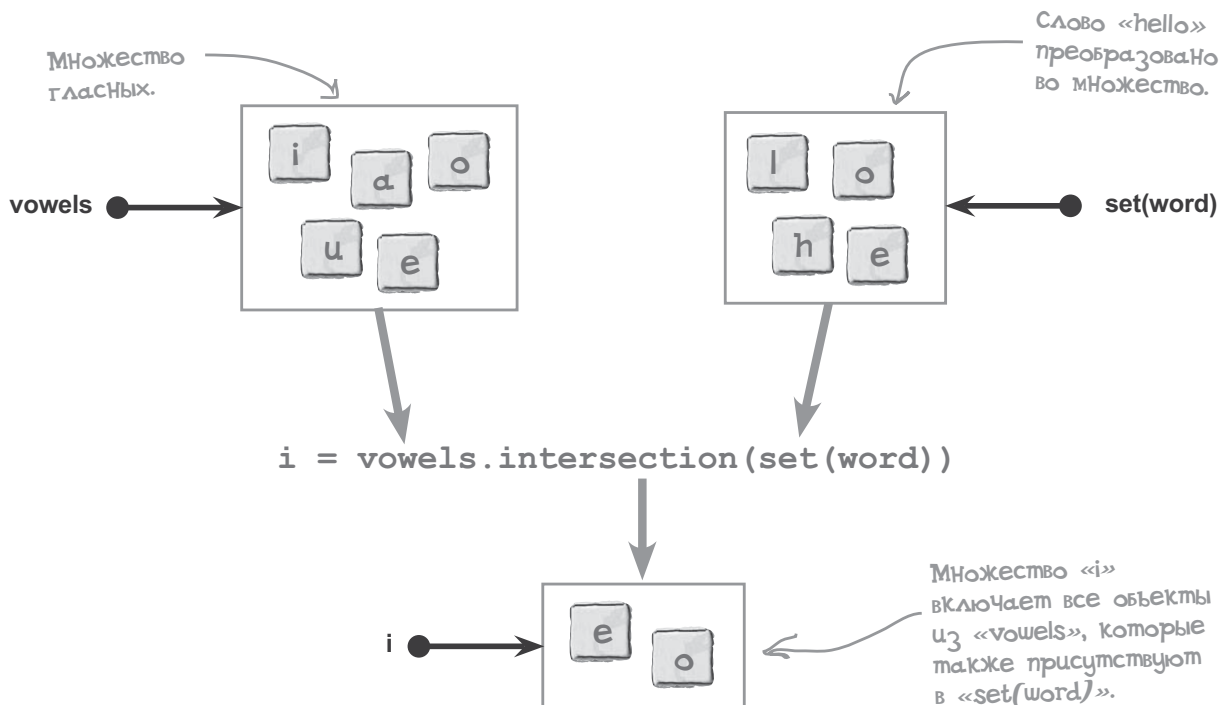 Множество
гласных.
Слово «hello»
преобразовано
во множество.
i
a
o
u
e
l
o
h
e
vowels
set(word)
i = vowels.intersection(set(word))
i
e
o
Множество «i»
включает все объекты
из «vowels», которые
также присутствуют
в «set(word)».